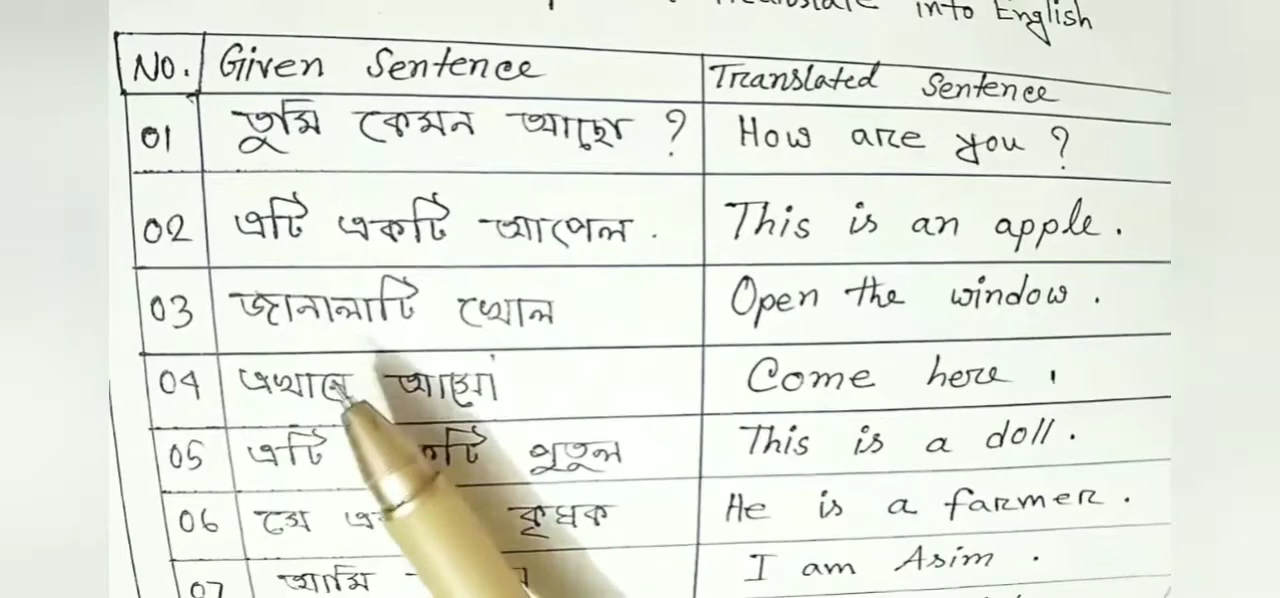 Translate into English
No. Given Sentence Translated Sentence
01 তুমি কেমন আছো ? How are you ?
02 এটি একটি আপেল . This is an apple .
03 জানালাটি খোল Open the window .
04 এখানে আসো Come here .
05 এটি পুতুল This is a doll .
06 সে কৃষক He is a farmer .
07 আমি I am Asim .